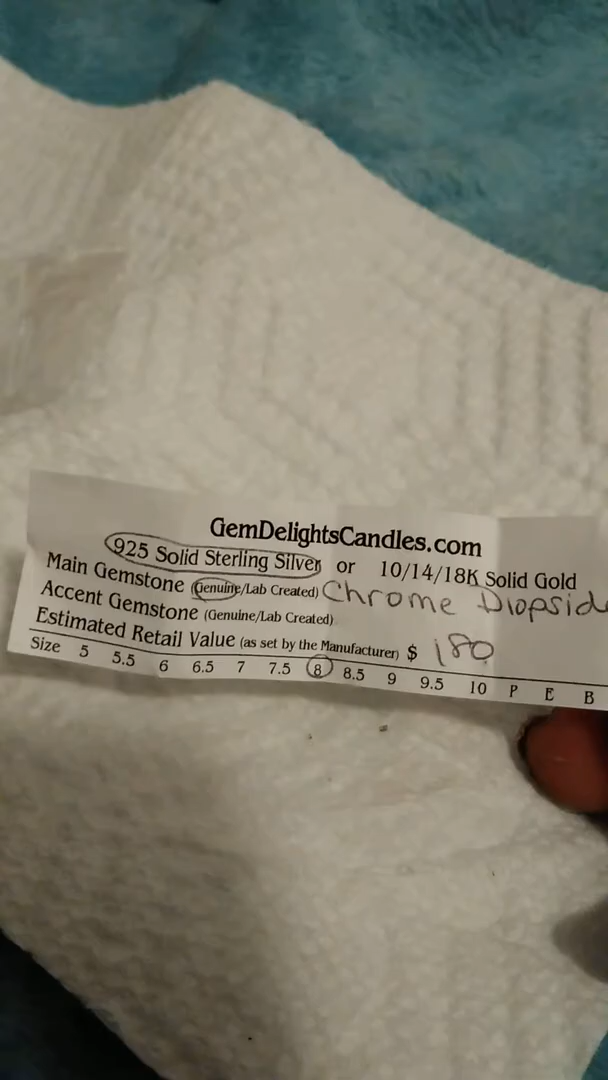 GemDelightsCandles.com
925 Solid Sterling Silver or 10/14/18K Solid Gold
Main Gemstone (Genuine/Lab Created) Chrome Diopsid
Accent Gemstone (Genuine/Lab Created)
Estimated Retail Value (as set by the Manufacturer) $ 180.
Size 5 5.5 6 6.5 7 7.5 8 8.5 9 9.5 10 P E B